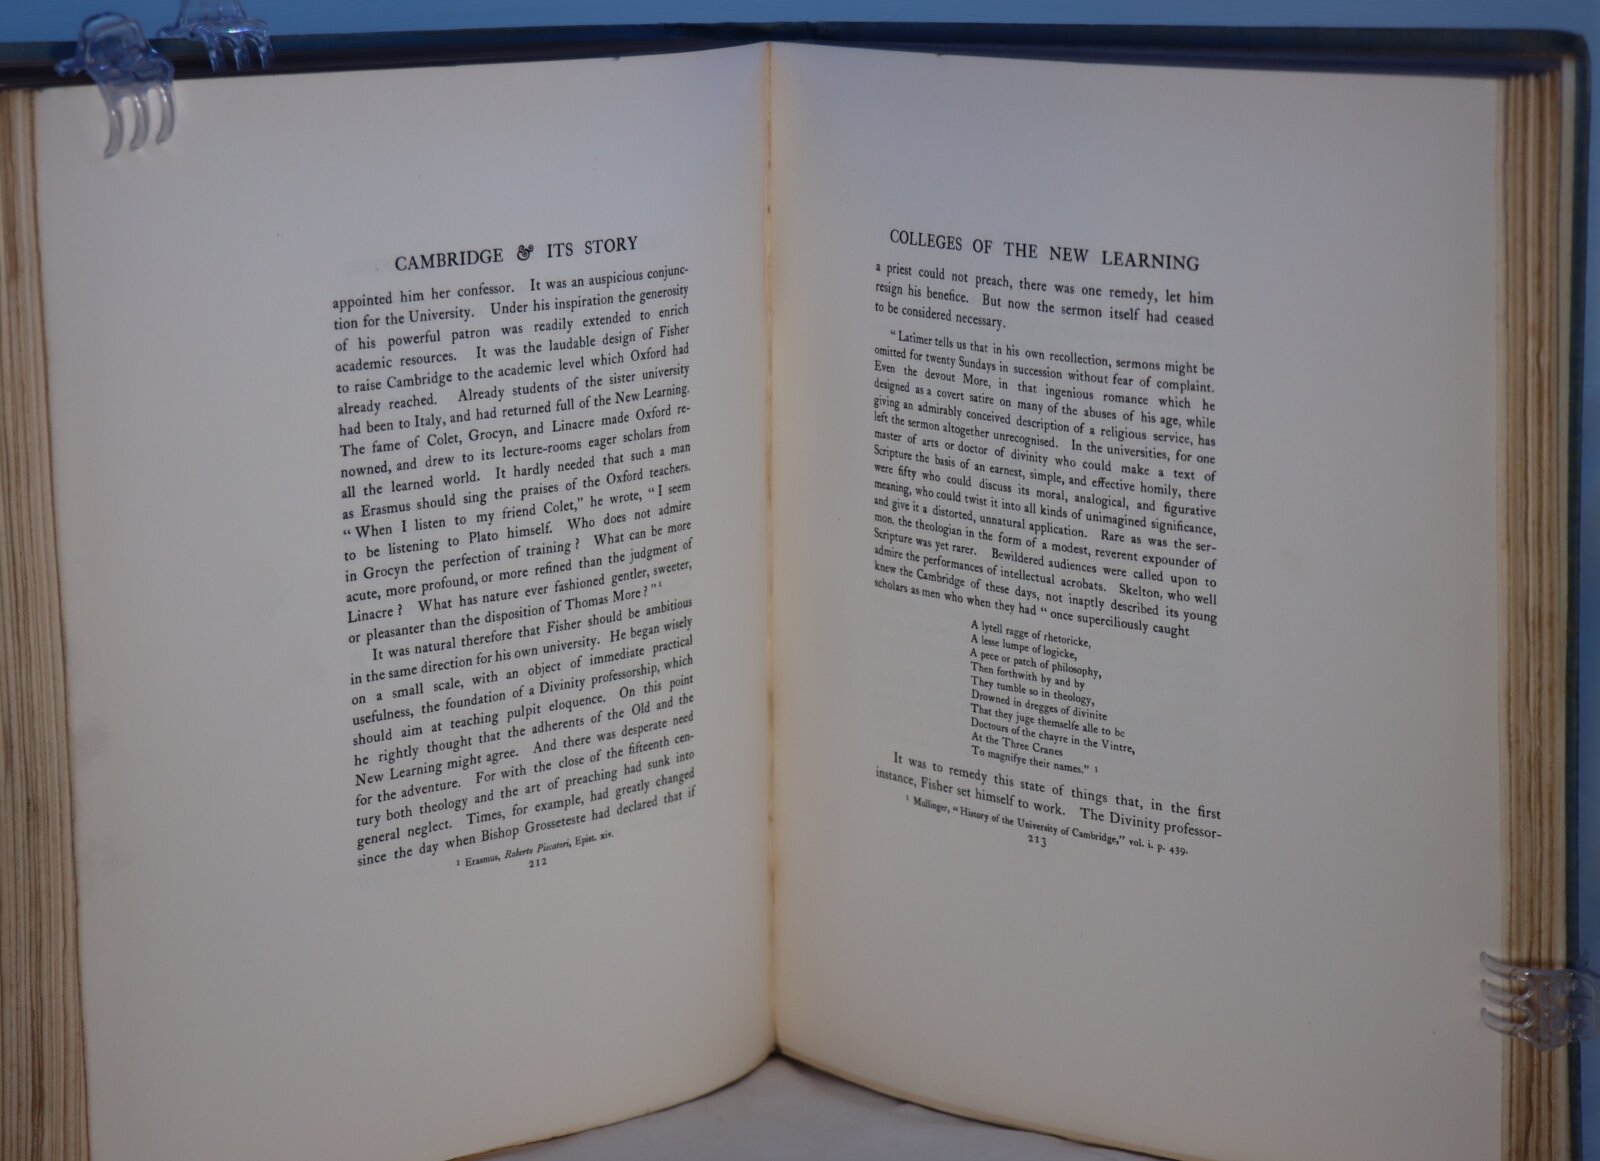 CAMBRIDGE & ITS STORY
appointed him her confessor. It was an auspicious conjunc-
tion for the University. Under his inspiration the generosity
of his powerful patron was readily extended to enrich
academic resources. It was the laudable design of Fisher
to raise Cambridge to the academic level which Oxford had
already reached. Already students of the sister university
had been to Italy, and had returned full of the New Learning.
The fame of Colet, Grocyn, and Linacre made Oxford re-
nowned, and drew to its lecture-rooms eager scholars from
all the learned world. It hardly needed that such a man
as Erasmus should sing the praises of the Oxford teachers.
“When I listen to my friend Colet,” he wrote, “I seem
to be listening to Plato himself. Who does not admire
in Grocyn the perfection of training? What can be more
acute, more profound, or more refined than the judgment of
Linacre? What has nature ever fashioned gentler, sweeter,
or pleasanter than the disposition of Thomas More?”1
It was natural therefore that Fisher should be ambitious
in the same direction for his own university. He began wisely
on a small scale, with an object of immediate practical
usefulness, the foundation of a Divinity professorship, which
should aim at teaching pulpit eloquence. On this point
he rightly thought that the adherents of the Old and the
New Learning might agree. And there was desperate need
for the adventure. For with the close of the fifteenth cen-
tury both theology and the art of preaching had sunk into
general neglect. Times, for example, had greatly changed
since the day when Bishop Grosseteste had declared that if
1 Erasmus, Roberto Piscatori, Epist. xiv.
212
COLLEGES OF THE NEW LEARNING
a priest could not preach, there was one remedy, let him
resign his benefice. But now the sermon itself had ceased
to be considered necessary.
“Latimer tells us that in his own recollection, sermons might be
omitted for twenty Sundays in succession without fear of complaint.
Even the devout More, in that ingenious romance which he
designed as a covert satire on many of the abuses of his age, while
giving an admirably conceived description of a religious service, has
left the sermon altogether unrecognised. In the universities, for one
master of arts or doctor of divinity who could make a text of
Scripture the basis of an earnest, simple, and effective homily, there
were fifty who could discuss its moral, analogical, and figurative
meaning, who could twist it into all kinds of unimagined significance,
and give it a distorted, unnatural application. Rare as was the ser-
mon, the theologian in the form of a modest, reverent expounder of
Scripture was yet rarer. Bewildered audiences were called upon to
admire the performances of intellectual acrobats. Skelton, who well
knew the Cambridge of these days, not inaptly described its young
scholars as men who when they had “once superciliously caught
A lytell ragge of rhetoricke,
A lesse lumpe of logicke,
A pece or patch of philosophy,
Then forthwith by and by
They tumble so in theology,
Drowned in dregges of divinite
That they juge themselfe alle to be
Doctours of the chayre in the Vintre,
At the Three Cranes
To magnifye their names.” 1
It was to remedy this state of things that, in the first
instance, Fisher set himself to work. The Divinity professor-
1 Mullinger, “History of the University of Cambridge,” vol. i. p. 439.
213